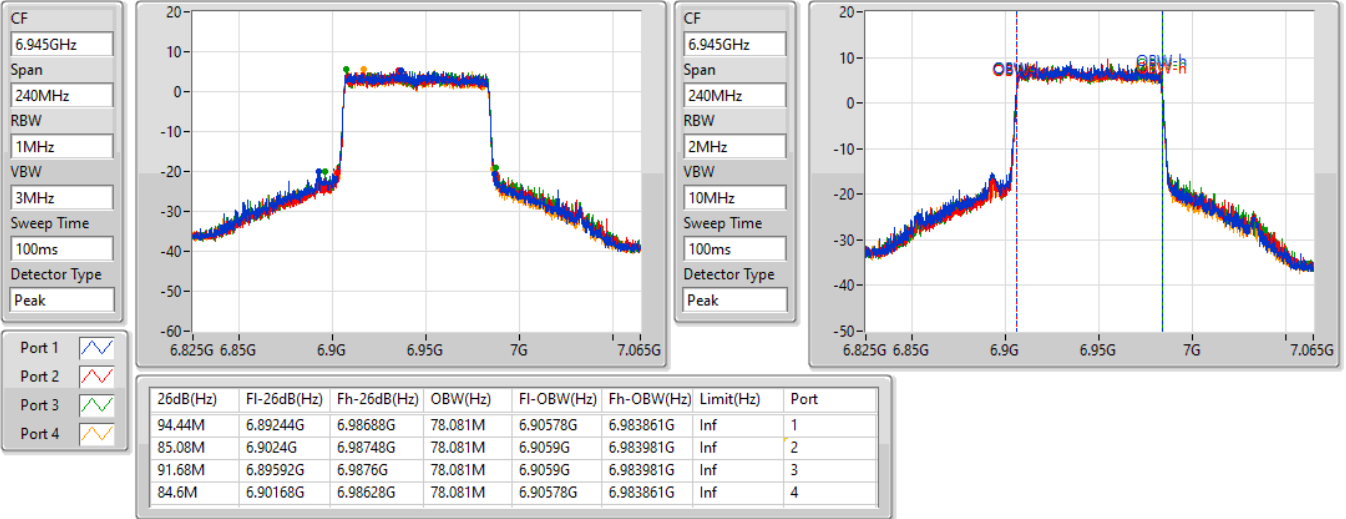 CF
6.945GHz
Span
240MHz
RBW
1MHz
VBW
3MHz
Sweep Time
100ms
Detector Type
Peak
20
10
0
-10
-20
-30
-40
-50
-60
6.825G 6.85G 6.9G 6.95G 7G 7.065G
CF
6.945GHz
Span
240MHz
RBW
2MHz
VBW
10MHz
Sweep Time
100ms
Detector Type
Peak
20
10
0
-10
-20
-30
-40
-50
OBW-h
6.825G 6.85G 6.9G 6.95G 7G 7.065G
Port 1
Port 2
Port 3
Port 4
26dB(Hz) Fl-26dB(Hz) Fh-26dB(Hz) OBW(Hz) Fl-OBW(Hz) Fh-OBW(Hz) Limit(Hz) Port
94.44M 6.89244G 6.98688G 78.081M 6.90578G 6.983861G Inf 1
85.08M 6.9024G 6.98748G 78.081M 6.9059G 6.983981G Inf 2
91.68M 6.89592G 6.9876G 78.081M 6.9059G 6.983981G Inf 3
84.6M 6.90168G 6.98628G 78.081M 6.90578G 6.983861G Inf 4